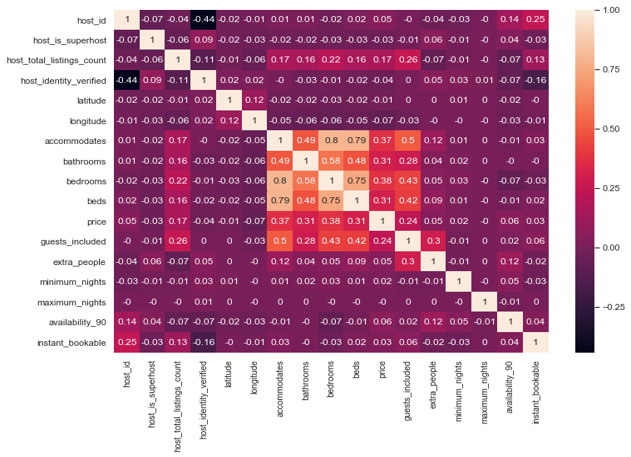 host_id 1 -0.07 -0.04 -0.44 -0.02 -0.01 0.01 0.01 -0.02 0.02 0.05 -0 -0.04 -0.03 -0 0.14 0.25
host_is_superhost -0.07 1 -0.06 0.09 -0.02 -0.03 -0.02 -0.02 -0.03 -0.03 -0.03 -0.01 0.06 -0.01 -0 0.04 -0.03
host_total_listings_count -0.04 -0.06 1 -0.11 -0.01 -0.06 0.17 0.16 0.22 0.16 0.17 0.26 -0.07 -0.01 -0 -0.07 0.13
host_identity_verified -0.44 0.09 -0.11 1 0.02 0.02 -0 -0.03 -0.01 -0.02 -0.04 0 0.05 0.03 0.01 -0.07 -0.16
latitude -0.02 -0.02 -0.01 0.02 1 0.12 -0.02 -0.02 -0.03 -0.02 -0.01 0 0 0.01 0 -0.02 -0
longitude -0.01 -0.03 -0.06 0.02 0.12 1 -0.05 -0.06 -0.06 -0.05 -0.07 -0.03 -0 -0 0 -0.03 -0.01
accommodates 0.01 -0.02 0.17 -0 -0.02 -0.05 1 0.49 0.8 0.79 0.37 0.5 0.12 0.01 0 -0.01 0.03
bathrooms 0.01 -0.02 0.16 -0.03 -0.02 -0.06 0.49 1 0.58 0.48 0.31 0.28 0.04 0.02 0 -0 -0
bedrooms -0.02 -0.03 0.22 -0.01 -0.03 -0.06 0.8 0.58 1 0.75 0.38 0.43 0.05 0.03 0 -0.07 -0.03
beds 0.02 -0.03 0.16 -0.02 -0.02 -0.05 0.79 0.48 0.75 1 0.31 0.42 0.09 0.01 -0 -0.01 0.02
price 0.05 -0.03 0.17 -0.04 -0.01 -0.07 0.37 0.31 0.38 0.31 1 0.24 0.05 0.02 -0 0.06 0.03
guests_included -0 -0.01 0.26 0 0 -0.03 0.5 0.28 0.43 0.42 0.24 1 0.3 -0.01 0 0.02 0.06
extra_people -0.04 0.06 -0.07 0.05 0 -0 0.12 0.04 0.05 0.09 0.05 0.3 1 -0.01 -0 0.12 -0.02
minimum_nights -0.03 -0.01 -0.01 0.03 0.01 -0 0.01 0.02 0.03 0.01 0.02 -0.01 -0.01 1 -0 0.05 -0.03
maximum_nights -0 -0 -0 0.01 0 0 0 0 0 -0 -0 0 -0 -0 1 -0.01 0
availability_90 0.14 0.04 -0.07 -0.07 -0.02 -0.03 -0.01 -0 -0.07 -0.01 0.06 0.02 0.12 0.05 -0.01 1 0.04
instant_bookable 0.25 -0.03 0.13 -0.16 -0 -0.01 0.03 -0 -0.03 0.02 0.03 0.06 -0.02 -0.03 0 0.04 1
host_id
host_is_superhost
host_total_listings_count
host_identity_verified
latitude
longitude
accommodates
bathrooms
bedrooms
beds
price
guests_included
extra_people
minimum_nights
maximum_nights
availability_90
instant_bookable
1.00
0.75
0.50
0.25
0.00
-0.25